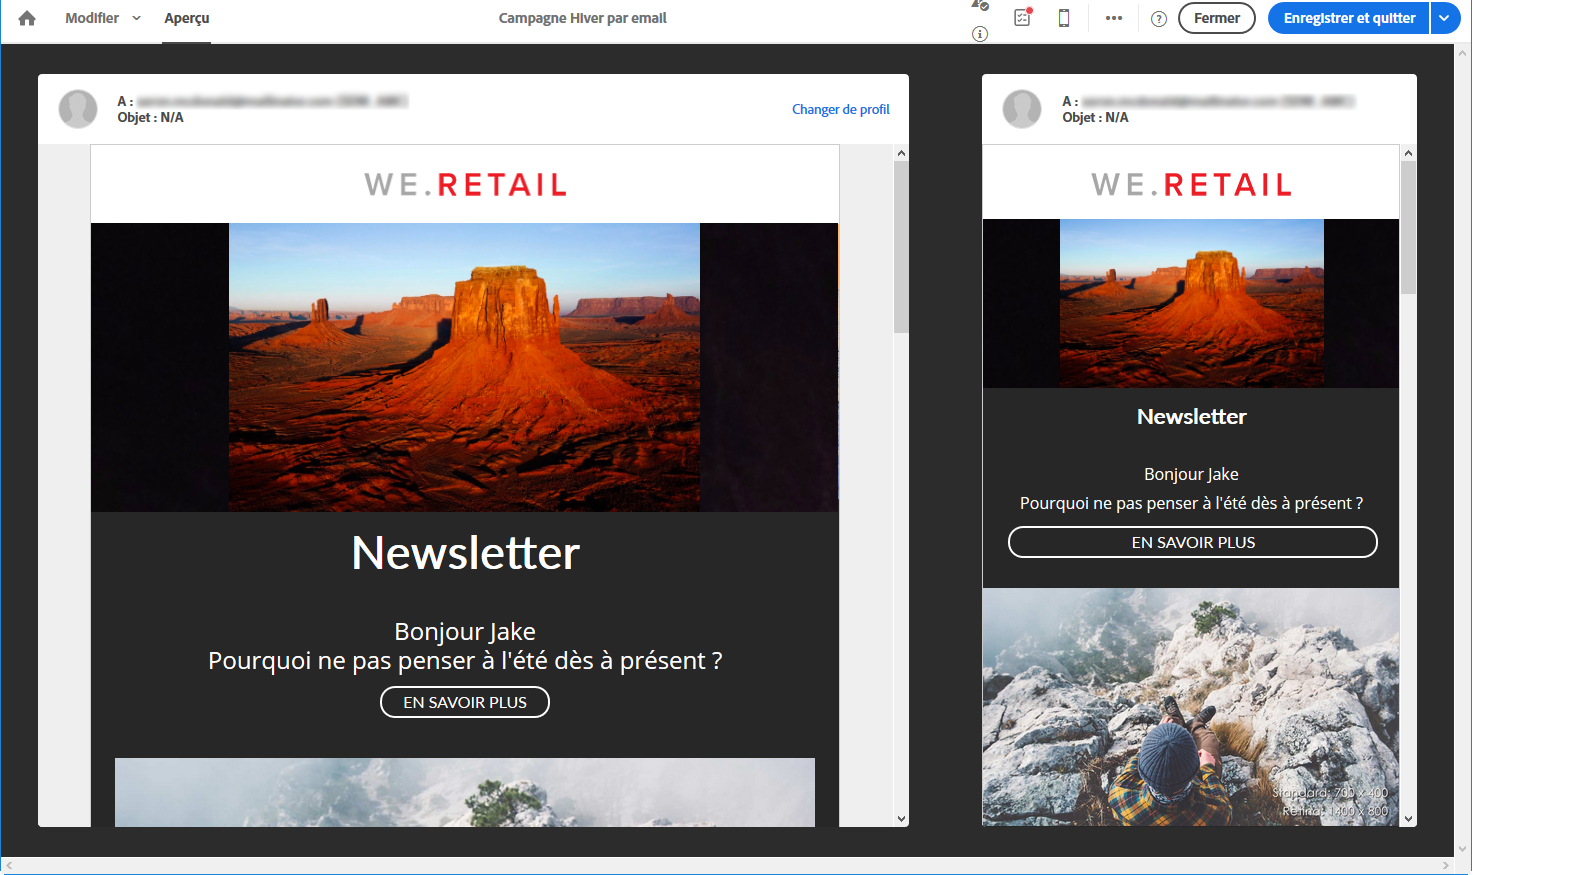 Modifier
Aperçu
Campagne Hiver par email
Fermer
Enregistrer et quitter
A :
Objet : N/A
Changer de profil
WE.RETAIL
Newsletter
Bonjour Jake
Pourquoi ne pas penser à l'été dès à présent ?
EN SAVOIR PLUS
A :
Objet : N/A
WE.RETAIL
Newsletter
Bonjour Jake
Pourquoi ne pas penser à l'été dès à présent ?
EN SAVOIR PLUS
Standard: 700 x 400
Retina: 1400 x 800